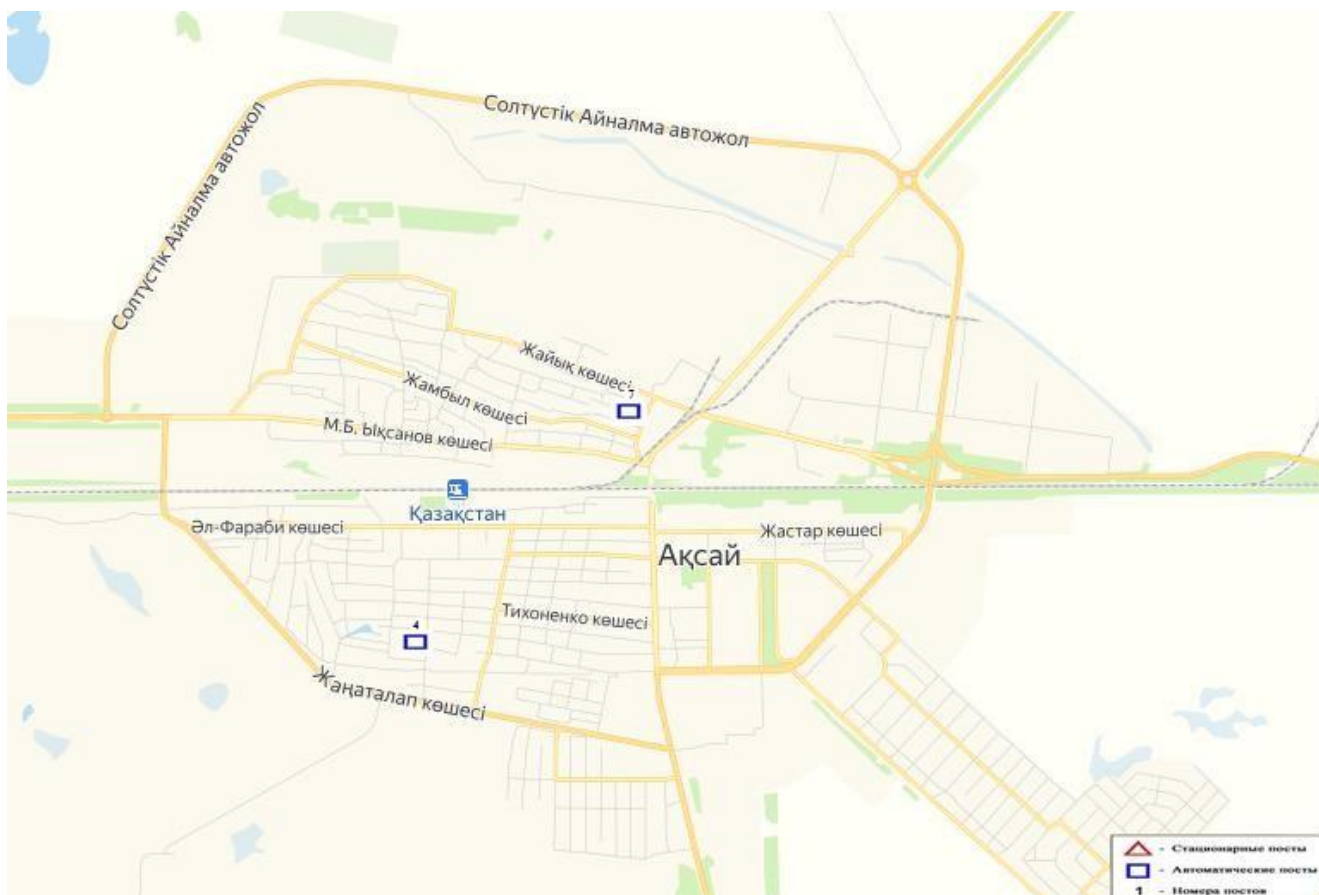 Солтүстік Айналма автожол
Солтүстік Айналма автожол
Жайық көшесі
7
Жамбыл көшесі
М.Б. Ықсанов көшесі
Қазақстан
Әл-Фараби көшесі
Жастар көшесі
Ақсай
Тихоненко көшесі
4
Жаңаталап көшесі
- Стационарные посты
- Автоматические посты
1 - Номера постов